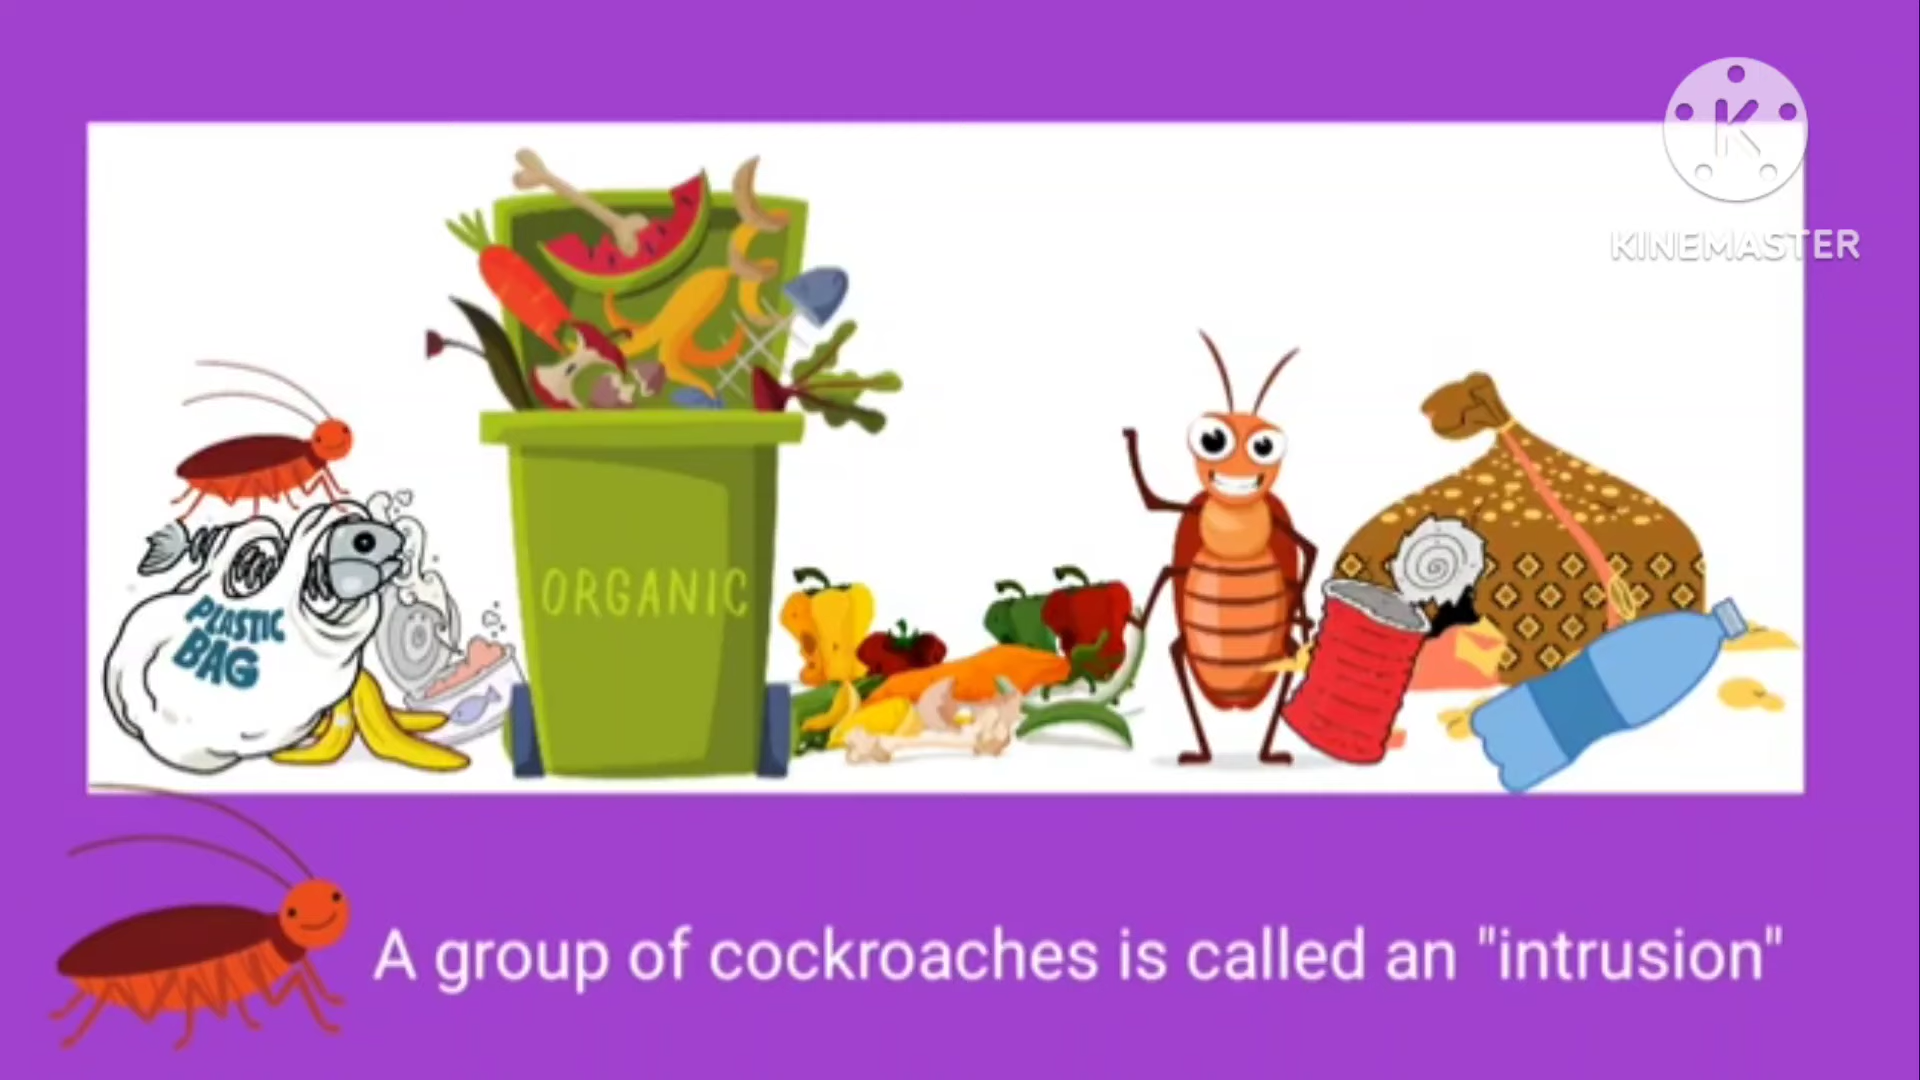 KINEMASTER
ORGANIC
PLASTIC
BAG
A group of cockroaches is called an "intrusion"